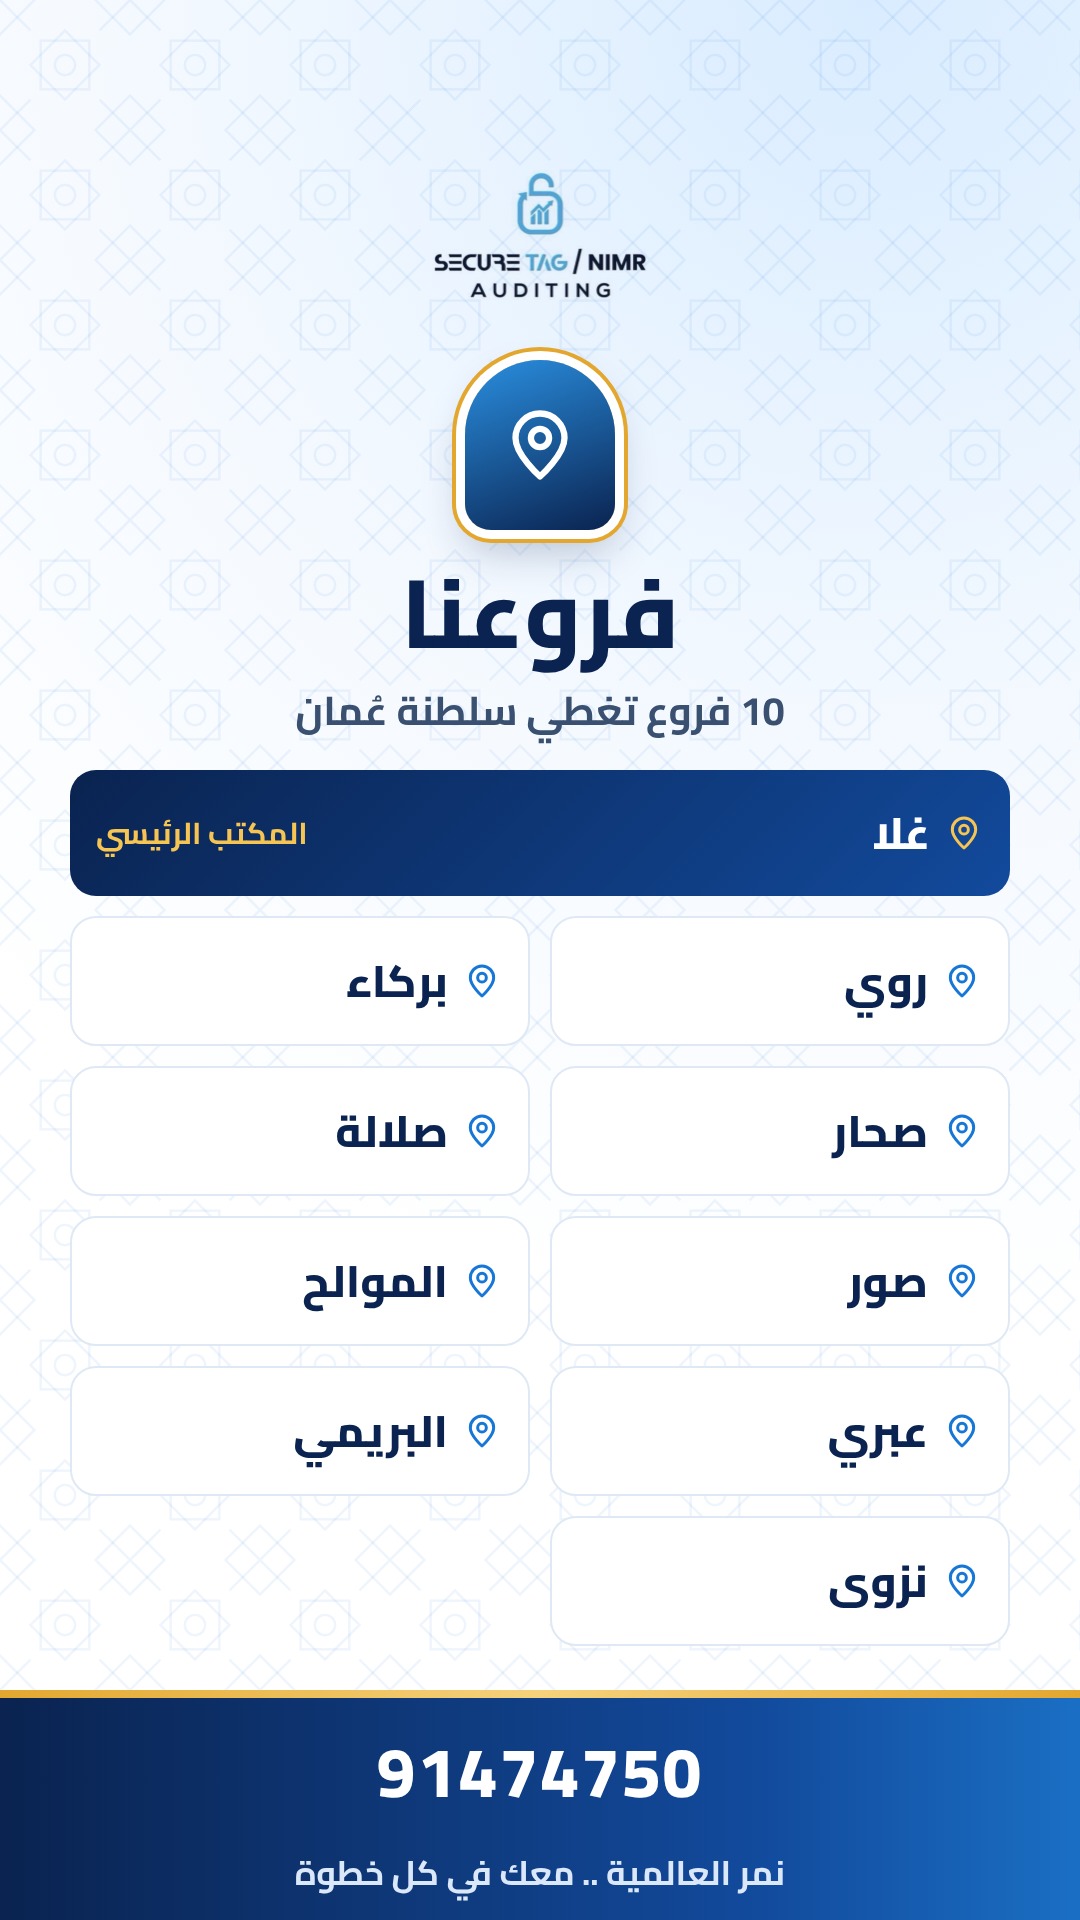 SECURE TAG / NIMR
AUDITING
فروعنا
10 فروع تغطي سلطنة عُمان
غلا
المكتب الرئيسي
روي
بركاء
صحار
صلالة
صور
الموالح
عبري
البريمي
نزوى
91474750
نمر العالمية .. معك في كل خطوة